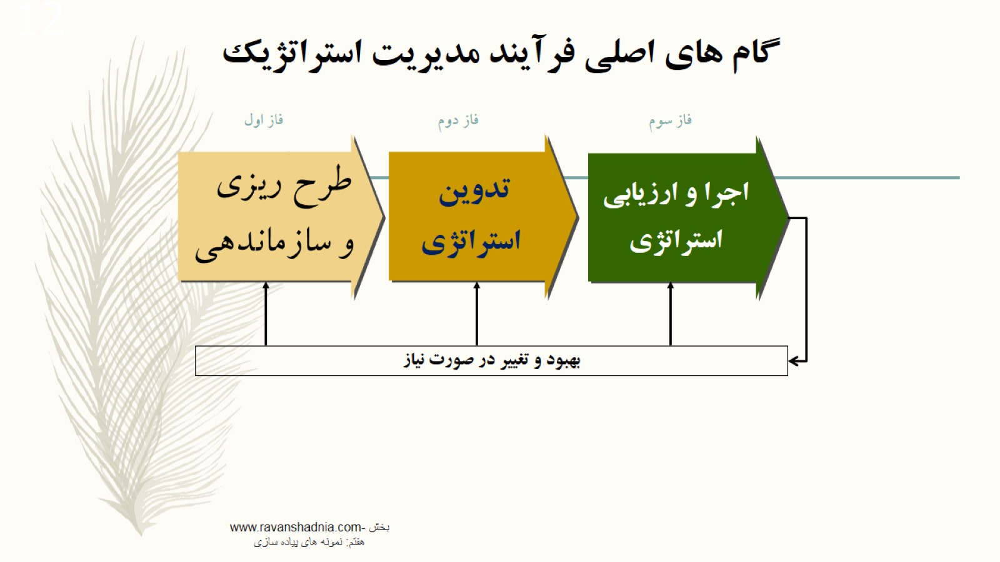 12
گام های اصلی فرآیند مدیریت استراتژیک
فاز اول
فاز دوم
فاز سوم
طرح ریزی
و سازماندهی
تدوین
استراتژی
اجرا و ارزیابی
استراتژی
بهبود و تغییر در صورت نیاز
www.ravanshadnia.com- بخش
هفتم: نمونه های پیاده سازی